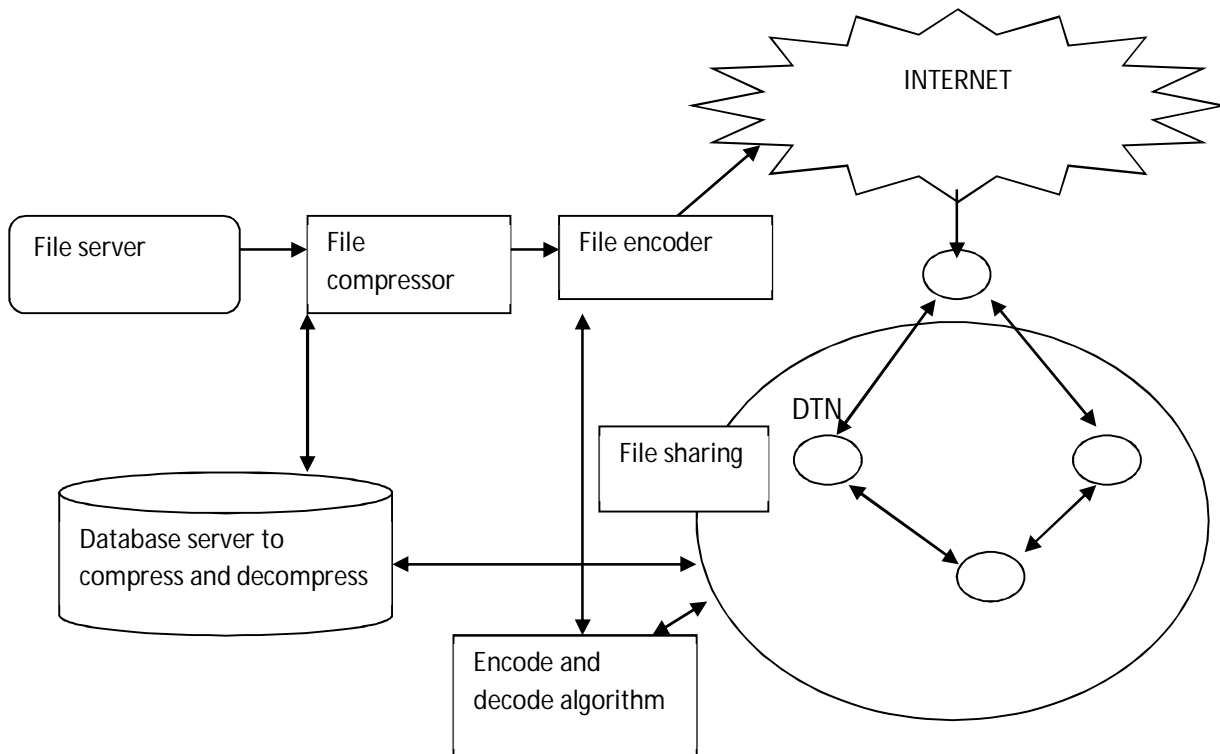 INTERNET
File server
File
compressor
File encoder
DTN
File sharing
Database server to
compress and decompress
Encode and
decode algorithm